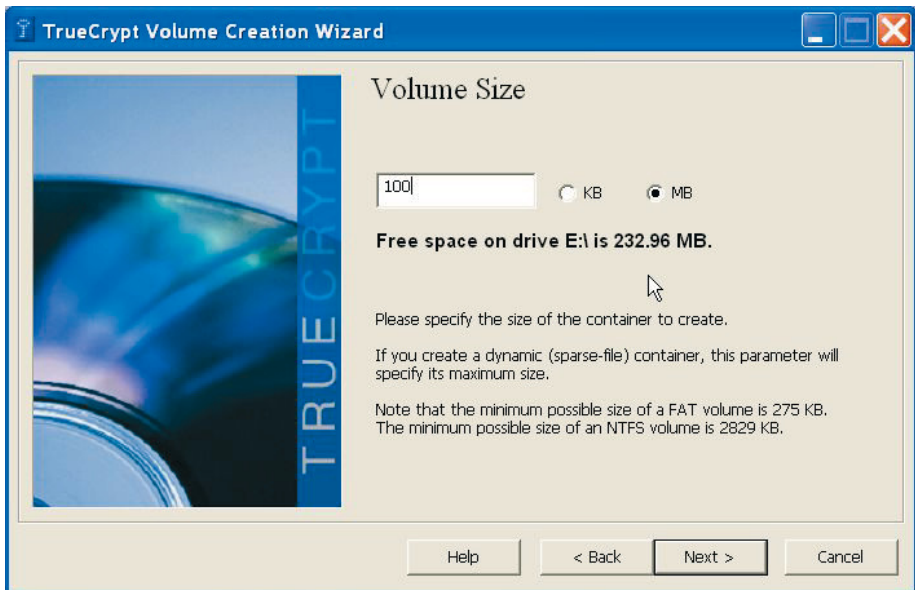 TrueCrypt Volume Creation Wizard
TRUECRYPT
Volume Size
100
KB
MB
Free space on drive E:\ is 232.96 MB.
Please specify the size of the container to create.
If you create a dynamic (sparse-file) container, this parameter will
specify its maximum size.
Note that the minimum possible size of a FAT volume is 275 KB.
The minimum possible size of an NTFS volume is 2829 KB.
Help
< Back
Next >
Cancel